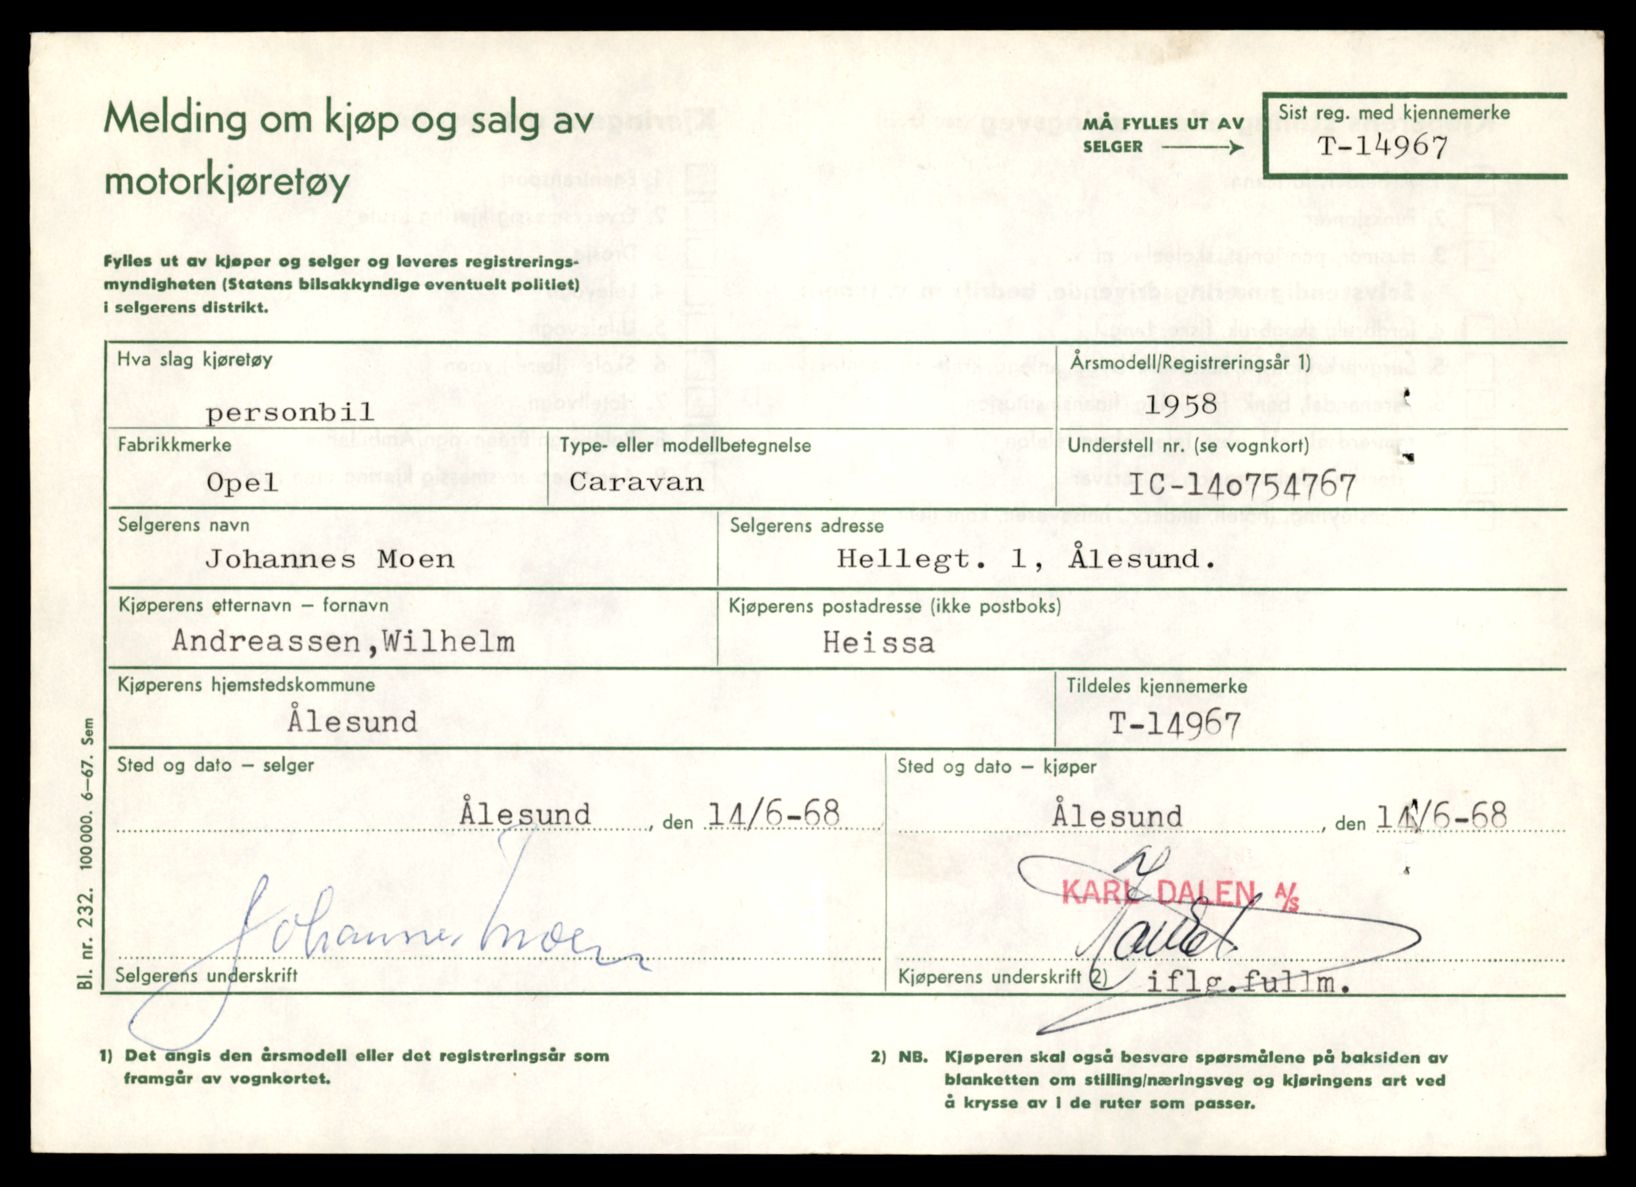 Melding om kjøp og salg av
motorkjøretøy
MÅ FYLLES UT AV
SELGER
Sist reg. med kjennemerke
T-14967
Fylles ut av kjøper og selger og leveres registrerings-
myndigheten (Statens bilsakkyndige eventuelt politiet)
i selgerens distrikt.
Hva slag kjøretøy
personbil
Årsmodell/Registreringsår 1)
1958
Fabrikkmerke
Opel
Type- eller modellbetegnelse
Caravan
Understell nr. (se vognkort)
IC-14o754767
Selgerens navn
Johannes Moen
Selgerens adresse
Hellegt. 1, Ålesund.
Kjøperens etternavn – fornavn
Andreassen,Wilhelm
Kjøperens postadresse (ikke postboks)
Heissa
Kjøperens hjemstedskommune
Ålesund
Tildeles kjennemerke
T-14967
Sted og dato – selger
Ålesund, den 14/6-68
Sted og dato – kjøper
Ålesund, den 14/6-68
Johannes Moen
KARL DALEN A/S
Selgerens underskrift
Kjøperens underskrift 2) iflg.fullm.
Bl. nr. 232. 100 000. 6–67. Sem
1) Det angis den årsmodell eller det registreringsår som
framgår av vognkortet.
2) NB. Kjøperen skal også besvare spørsmålene på baksiden av
blanketten om stilling/næringsveg og kjøringens art ved
å krysse av i de ruter som passer.